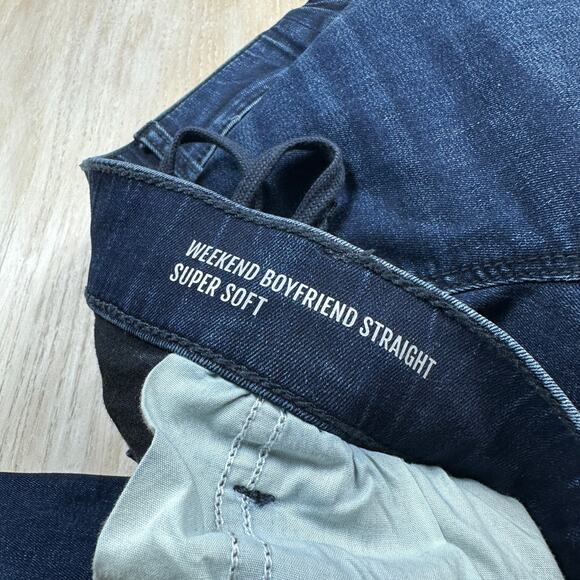 WEEKEND BOYFRIEND STRAIGHT
SUPER SOFT